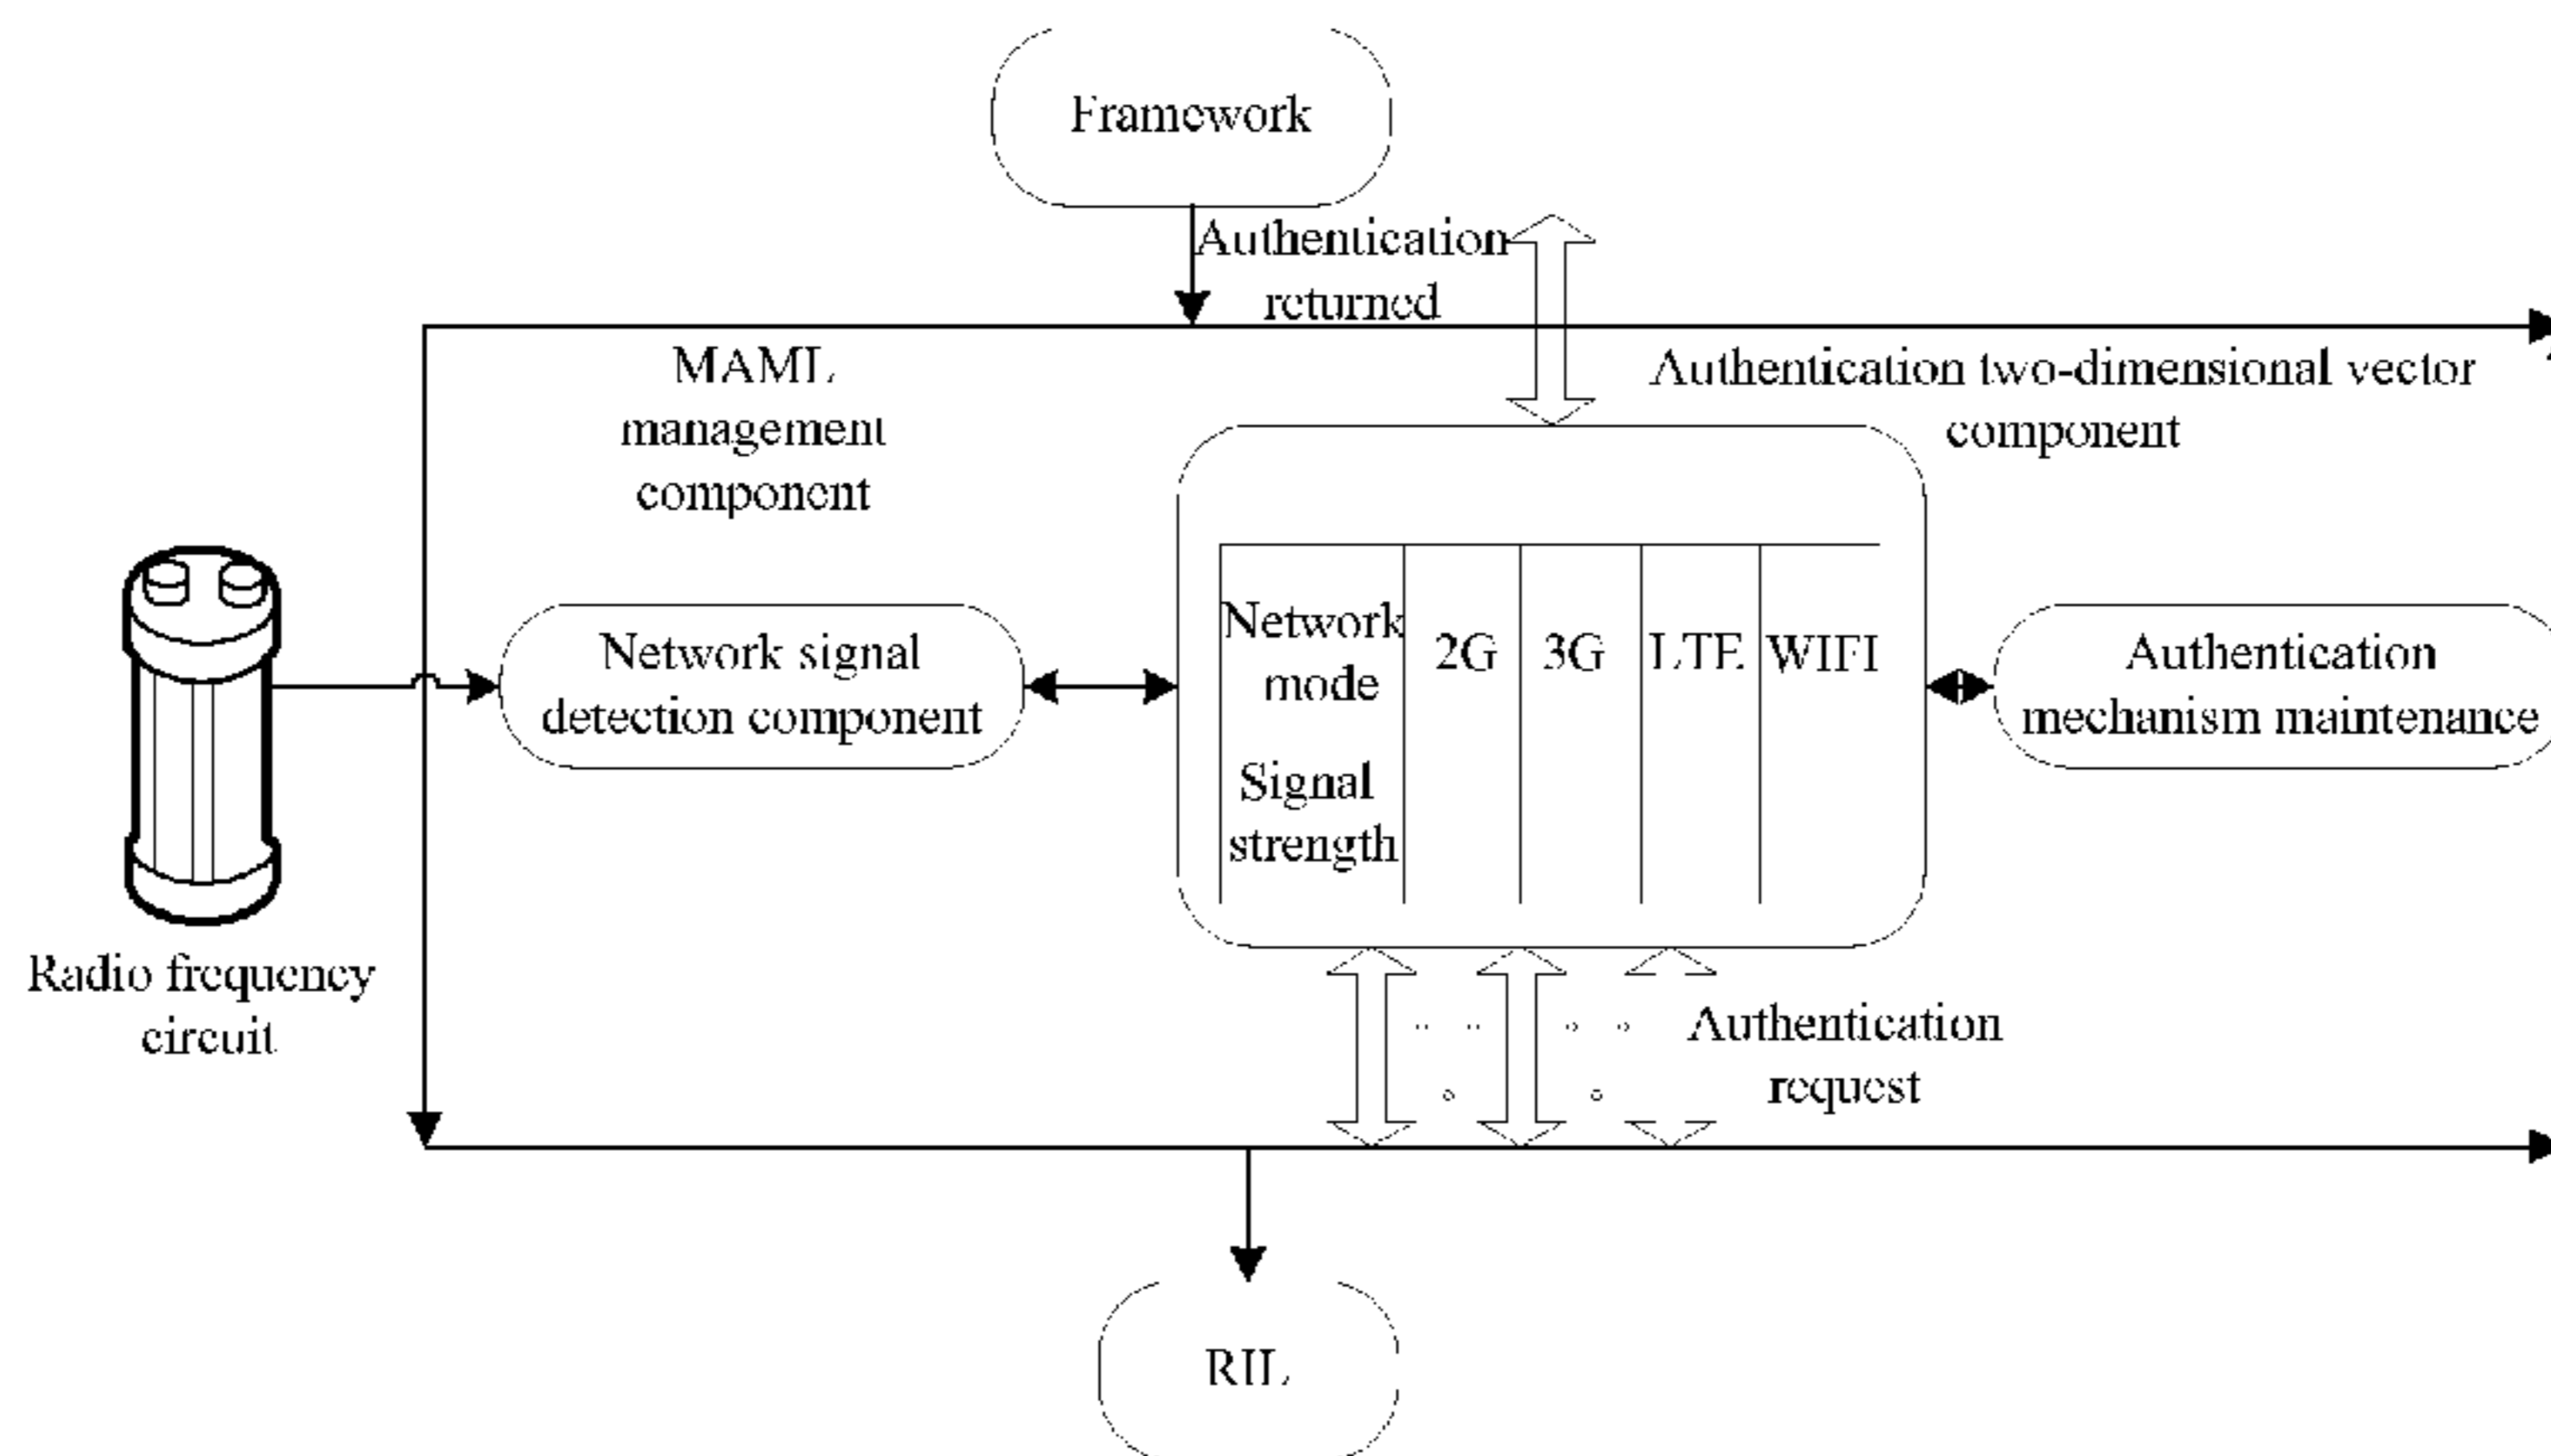 Framework
Authentication
returned
MAML
management
component
Authentication two-dimensional vector
component
Network signal
detection component
Network
mode
Signal
strength
2G
3G
LTE
WIFI
Authentication
mechanism maintenance
Radio frequency
circuit
Authentication
request
RIL